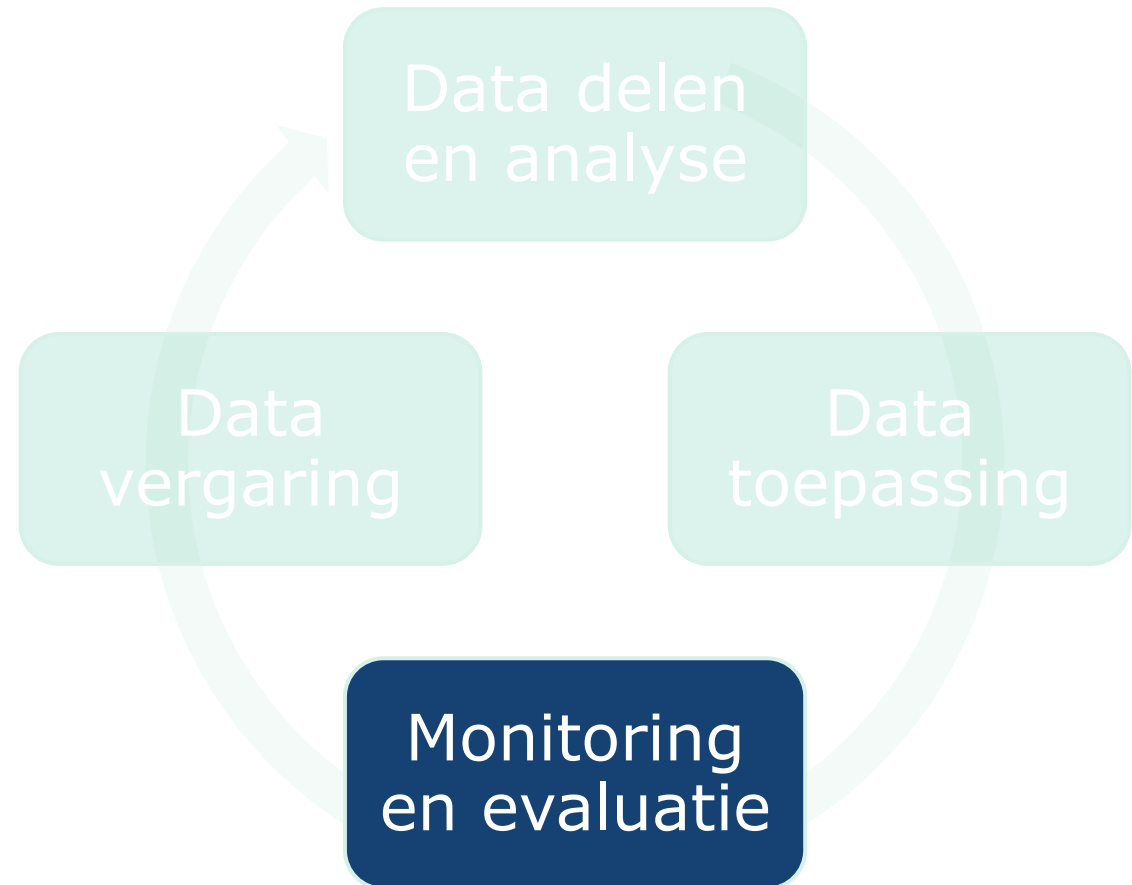 Data delen
en analyse
Data
vergaring
Data
toepassing
Monitoring
en evaluatie